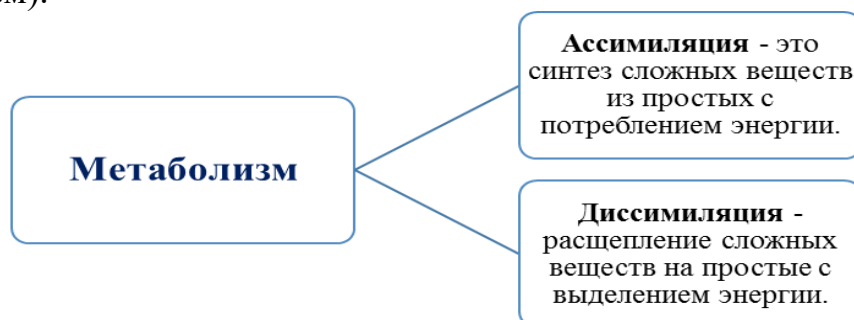 Метаболизм
Ассимиляция - это
синтез сложных веществ
из простых с
потреблением энергии.
Диссимиляция -
расщепление сложных
веществ на простые с
выделением энергии.